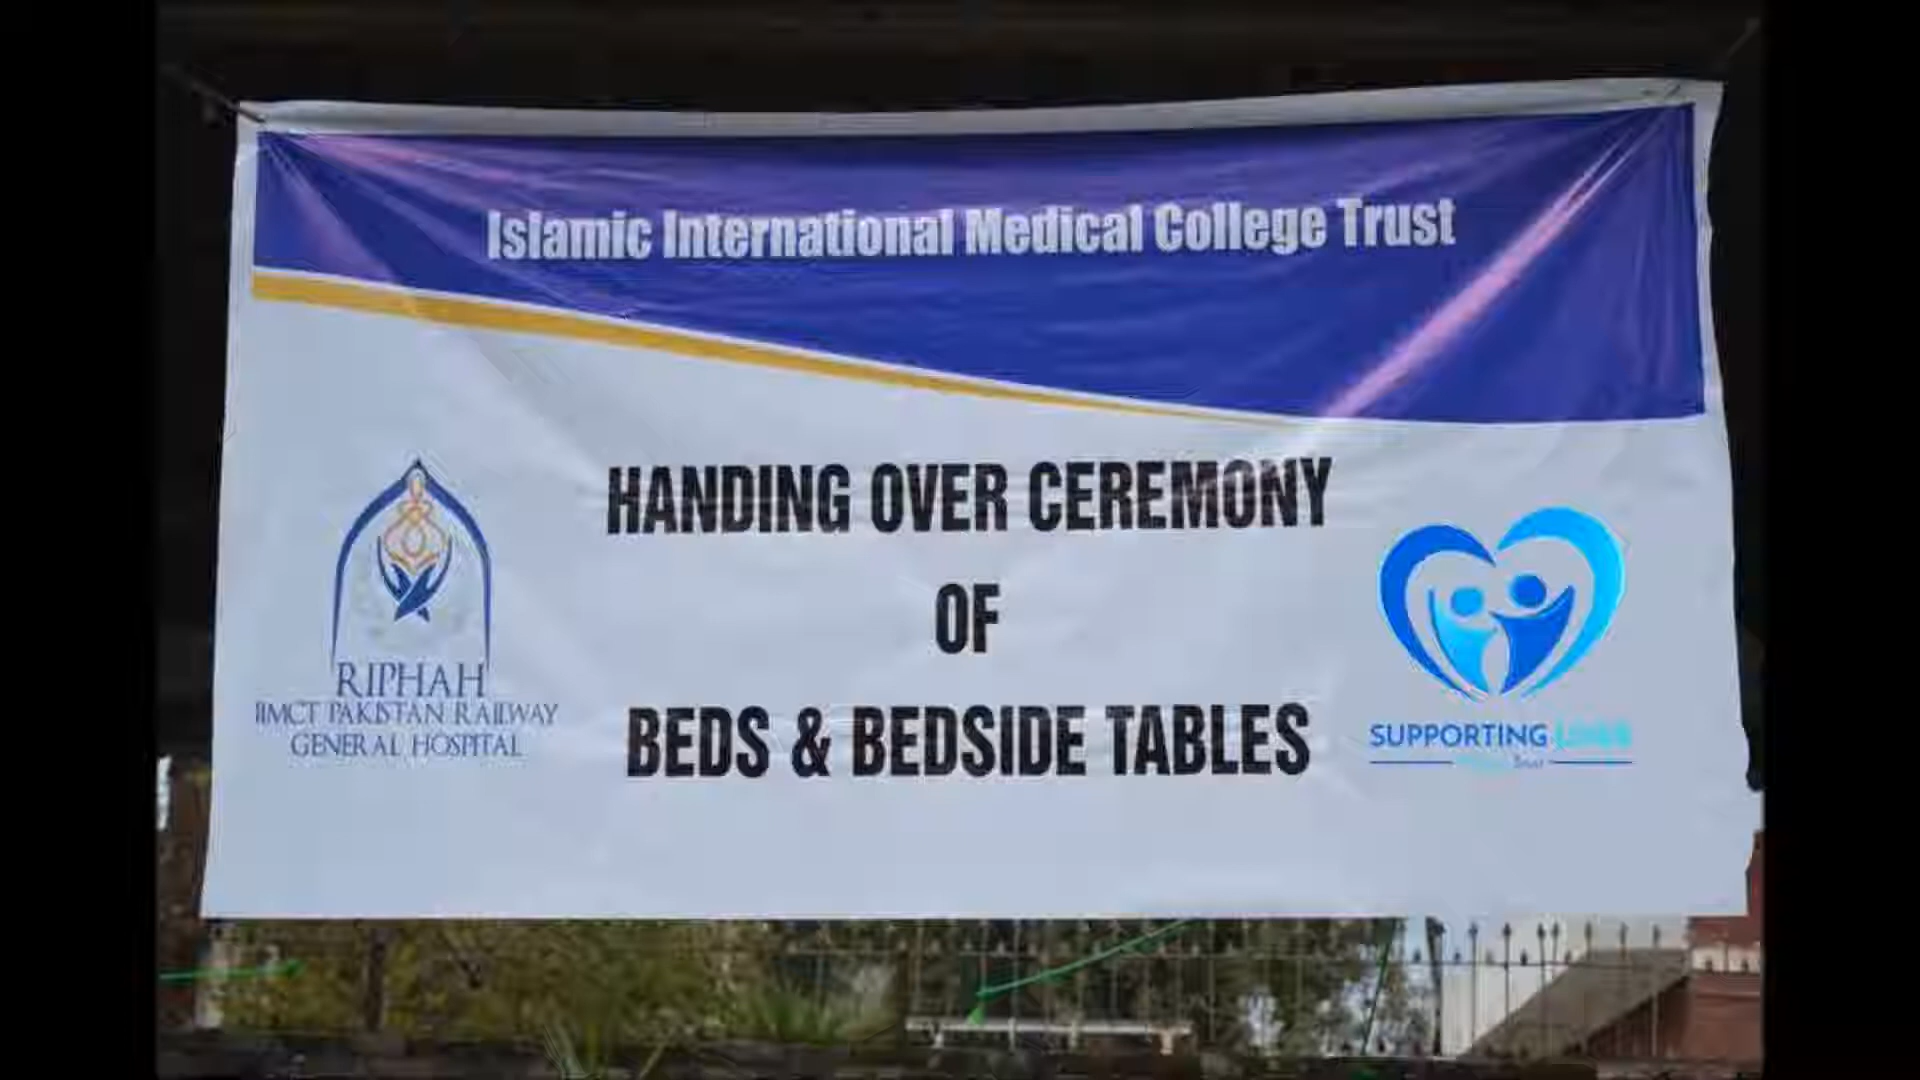 Islamic International Medical College Trust
HANDING OVER CEREMONY
OF
BEDS & BEDSIDE TABLES
RIPHAH
IIMCT PAKISTAN RAILWAY
GENERAL HOSPITAL
SUPPORTING
Trust